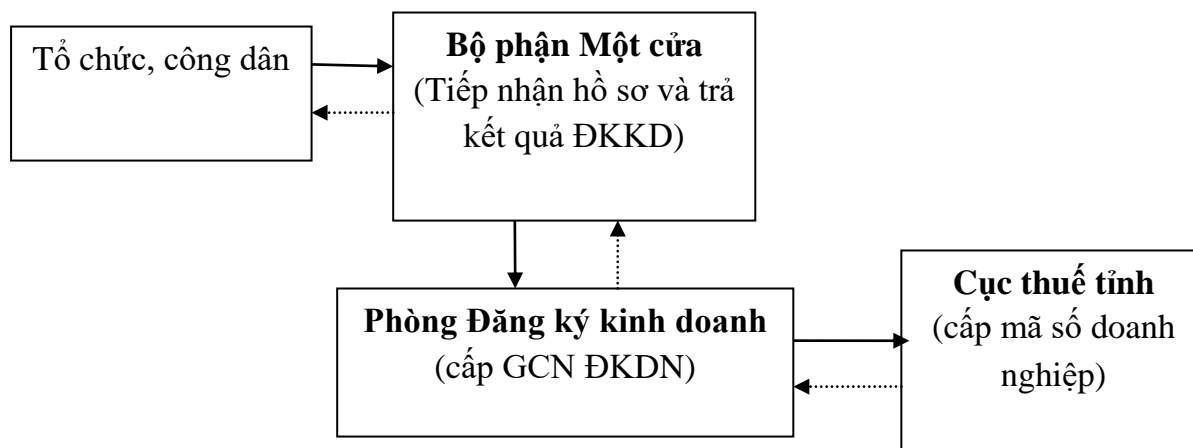 Tổ chức, công dân
Bộ phận Một cửa
(Tiếp nhận hồ sơ và trả
kết quả ĐKKD)
Phòng Đăng ký kinh doanh
(cấp GCN ĐKDN)
Cục thuế tỉnh
(cấp mã số doanh
nghiệp)